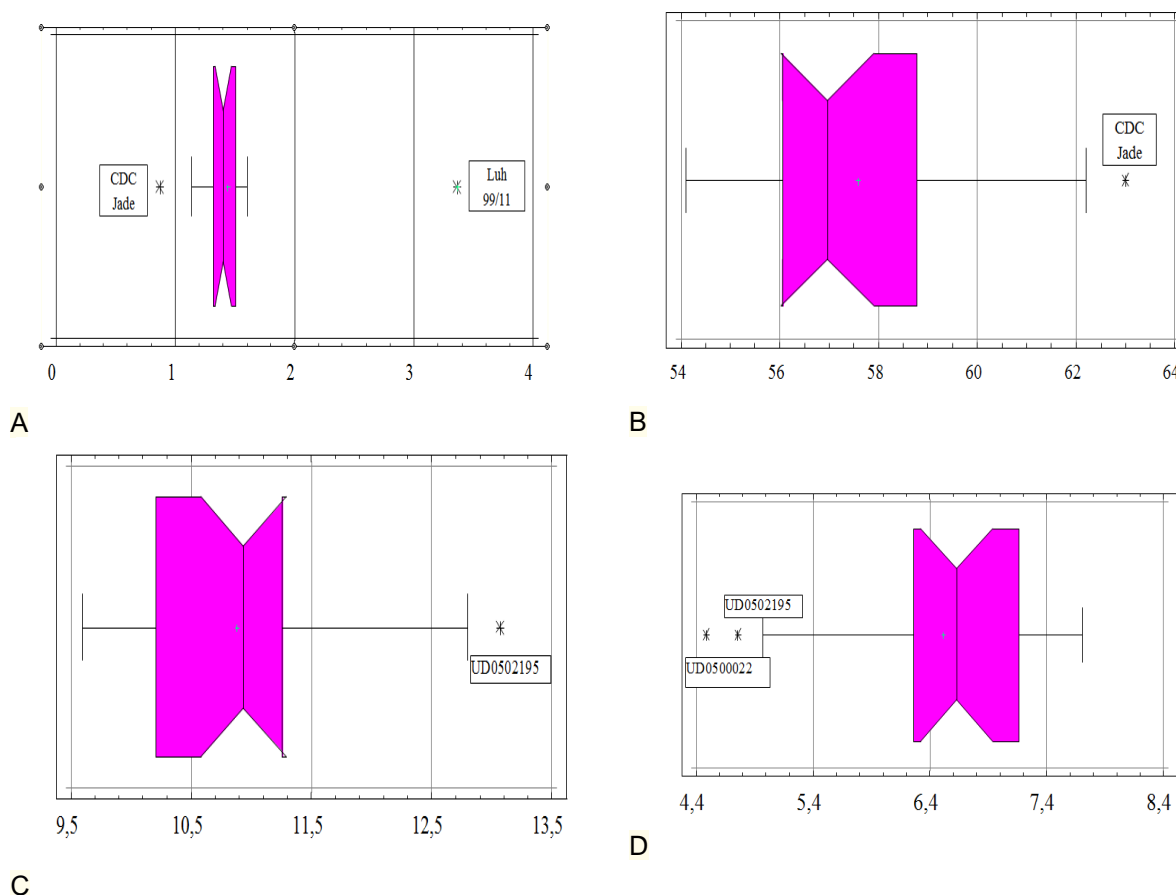 CDC
Jade
Luh
99/11
0 1 2 3 4
A
CDC
Jade
54 56 58 60 62 64
B
UD0502195
9,5 10,5 11,5 12,5 13,5
C
UD0502195
UD0500022
4,4 5,4 6,4 7,4 8,4
D